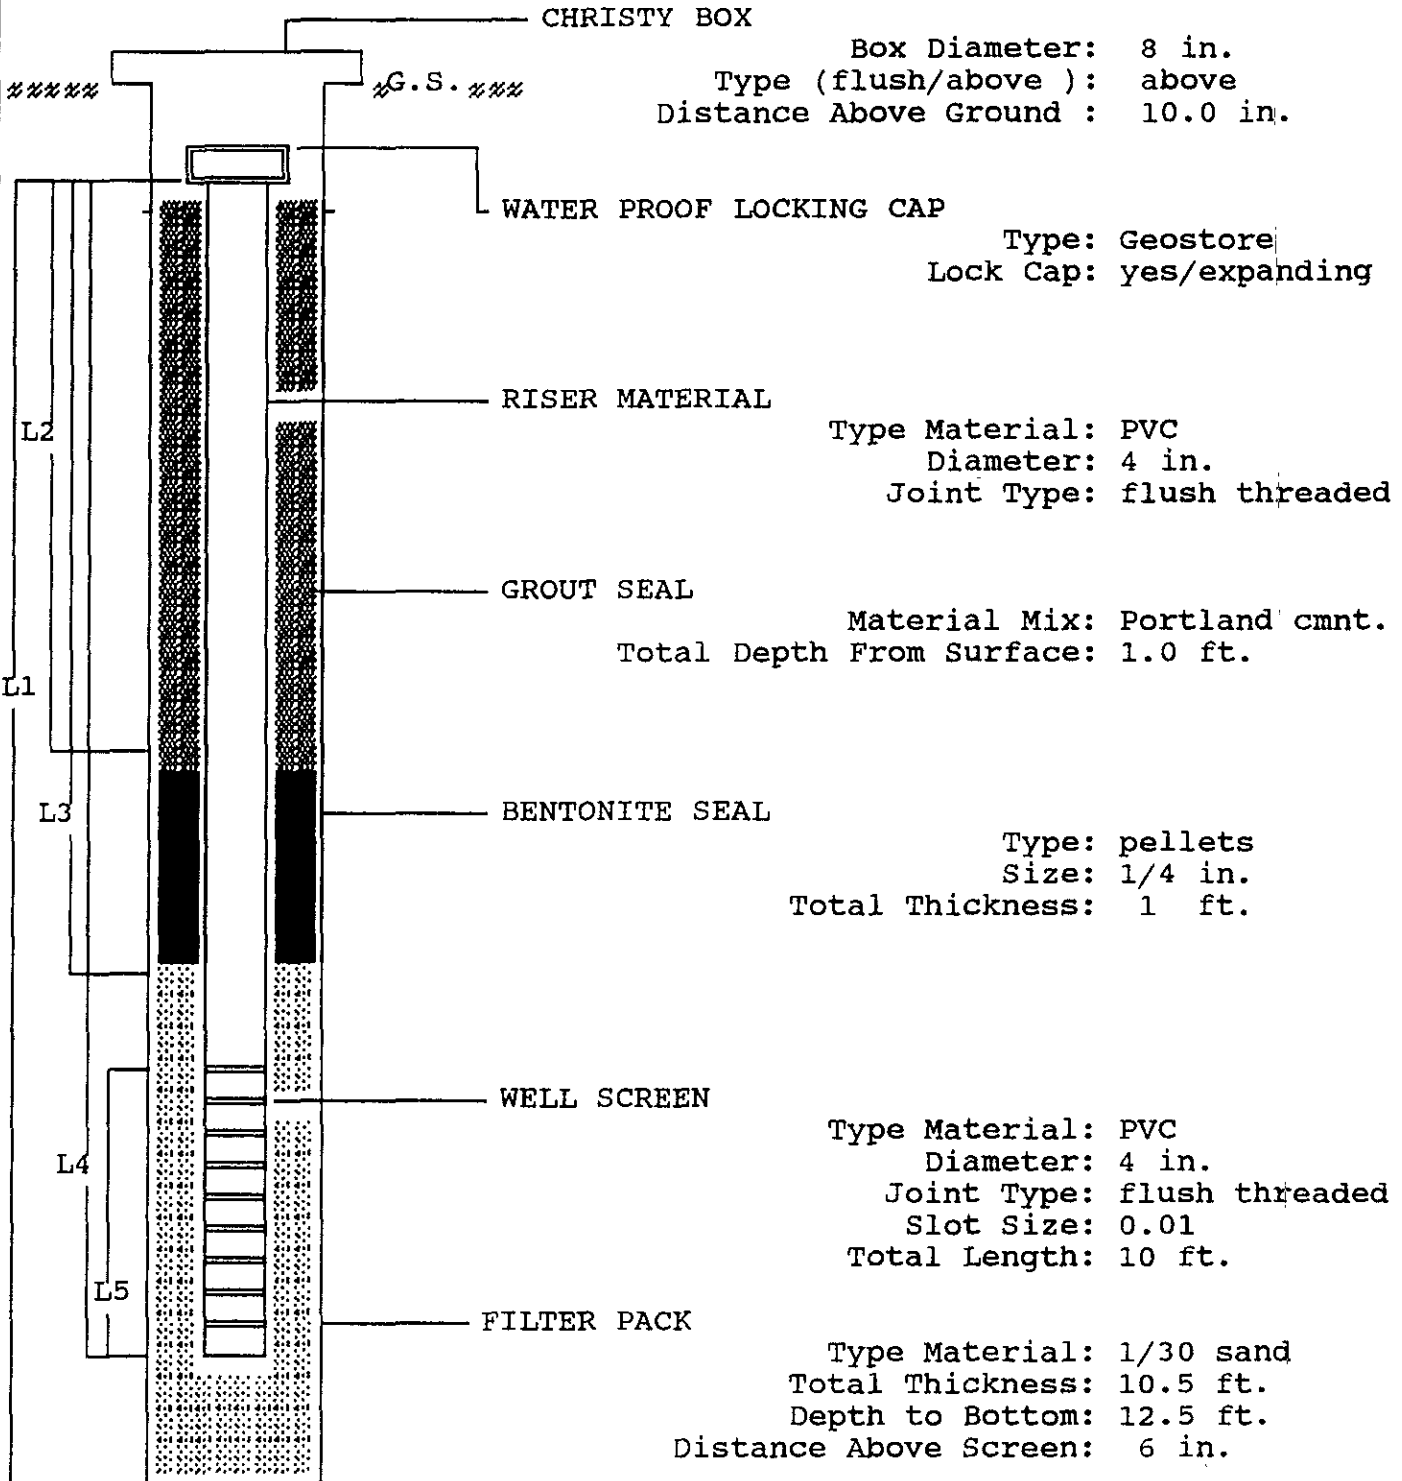 CHRISTY BOX
Box Diameter: 8 in.
Type (flush/above ): above
G.S.
Distance Above Ground : 10.0 in.
WATER PROOF LOCKING CAP
Type: Geostore
Lock Cap: yes/expanding
RISER MATERIAL
L2
Type Material: PVC
Diameter: 4 in.
Joint Type: flush threaded
GROUT SEAL
Material Mix: Portland cmnt.
Total Depth From Surface: 1.0 ft.
L1
L3
BENTONITE SEAL
Type: pellets
Size: 1/4 in.
Total Thickness: 1 ft.
WELL SCREEN
Type Material: PVC
L4
Diameter: 4 in.
Joint Type: flush threaded
Slot Size: 0.01
Total Length: 10 ft.
L5
FILTER PACK
Type Material: 1/30 sand
Total Thickness: 10.5 ft.
Depth to Bottom: 12.5 ft.
Distance Above Screen: 6 in.